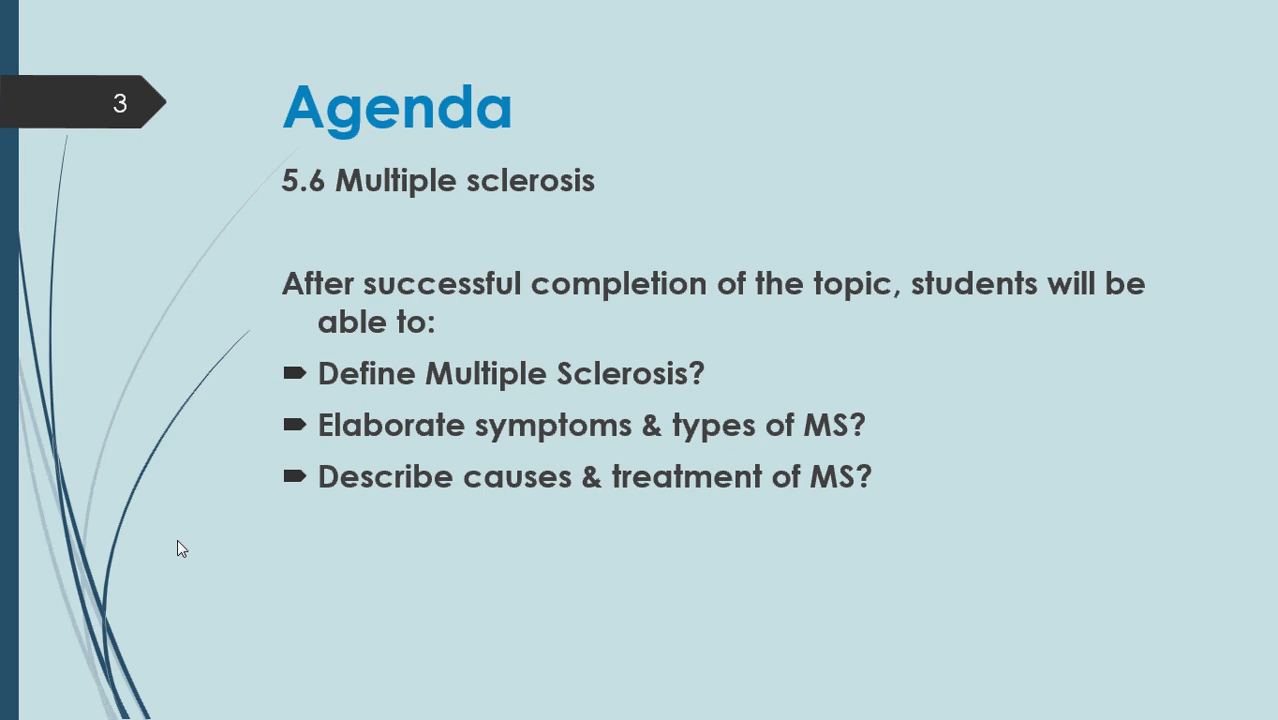 3
Agenda
5.6 Multiple sclerosis
After successful completion of the topic, students will be
able to:
Define Multiple Sclerosis?
Elaborate symptoms & types of MS?
Describe causes & treatment of MS?